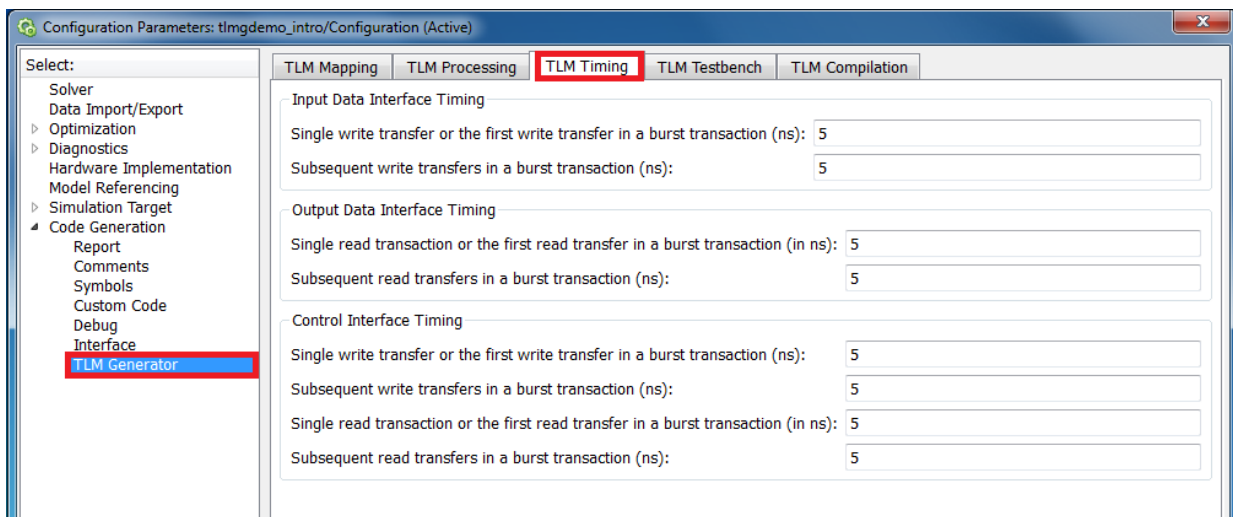 Configuration Parameters: tlmgdemo_intro/Configuration (Active)
Select:
Solver
Data Import/Export
Optimization
Diagnostics
Hardware Implementation
Model Referencing
Simulation Target
Code Generation
Report
Comments
Symbols
Custom Code
Debug
Interface
TLM Generator
TLM Mapping TLM Processing TLM Timing TLM Testbench TLM Compilation
Input Data Interface Timing
Single write transfer or the first write transfer in a burst transaction (ns): 5
Subsequent write transfers in a burst transaction (ns): 5
Output Data Interface Timing
Single read transaction or the first read transfer in a burst transaction (in ns): 5
Subsequent read transfers in a burst transaction (ns): 5
Control Interface Timing
Single write transfer or the first write transfer in a burst transaction (ns): 5
Subsequent write transfers in a burst transaction (ns): 5
Single read transaction or the first read transfer in a burst transaction (in ns): 5
Subsequent read transfers in a burst transaction (ns): 5